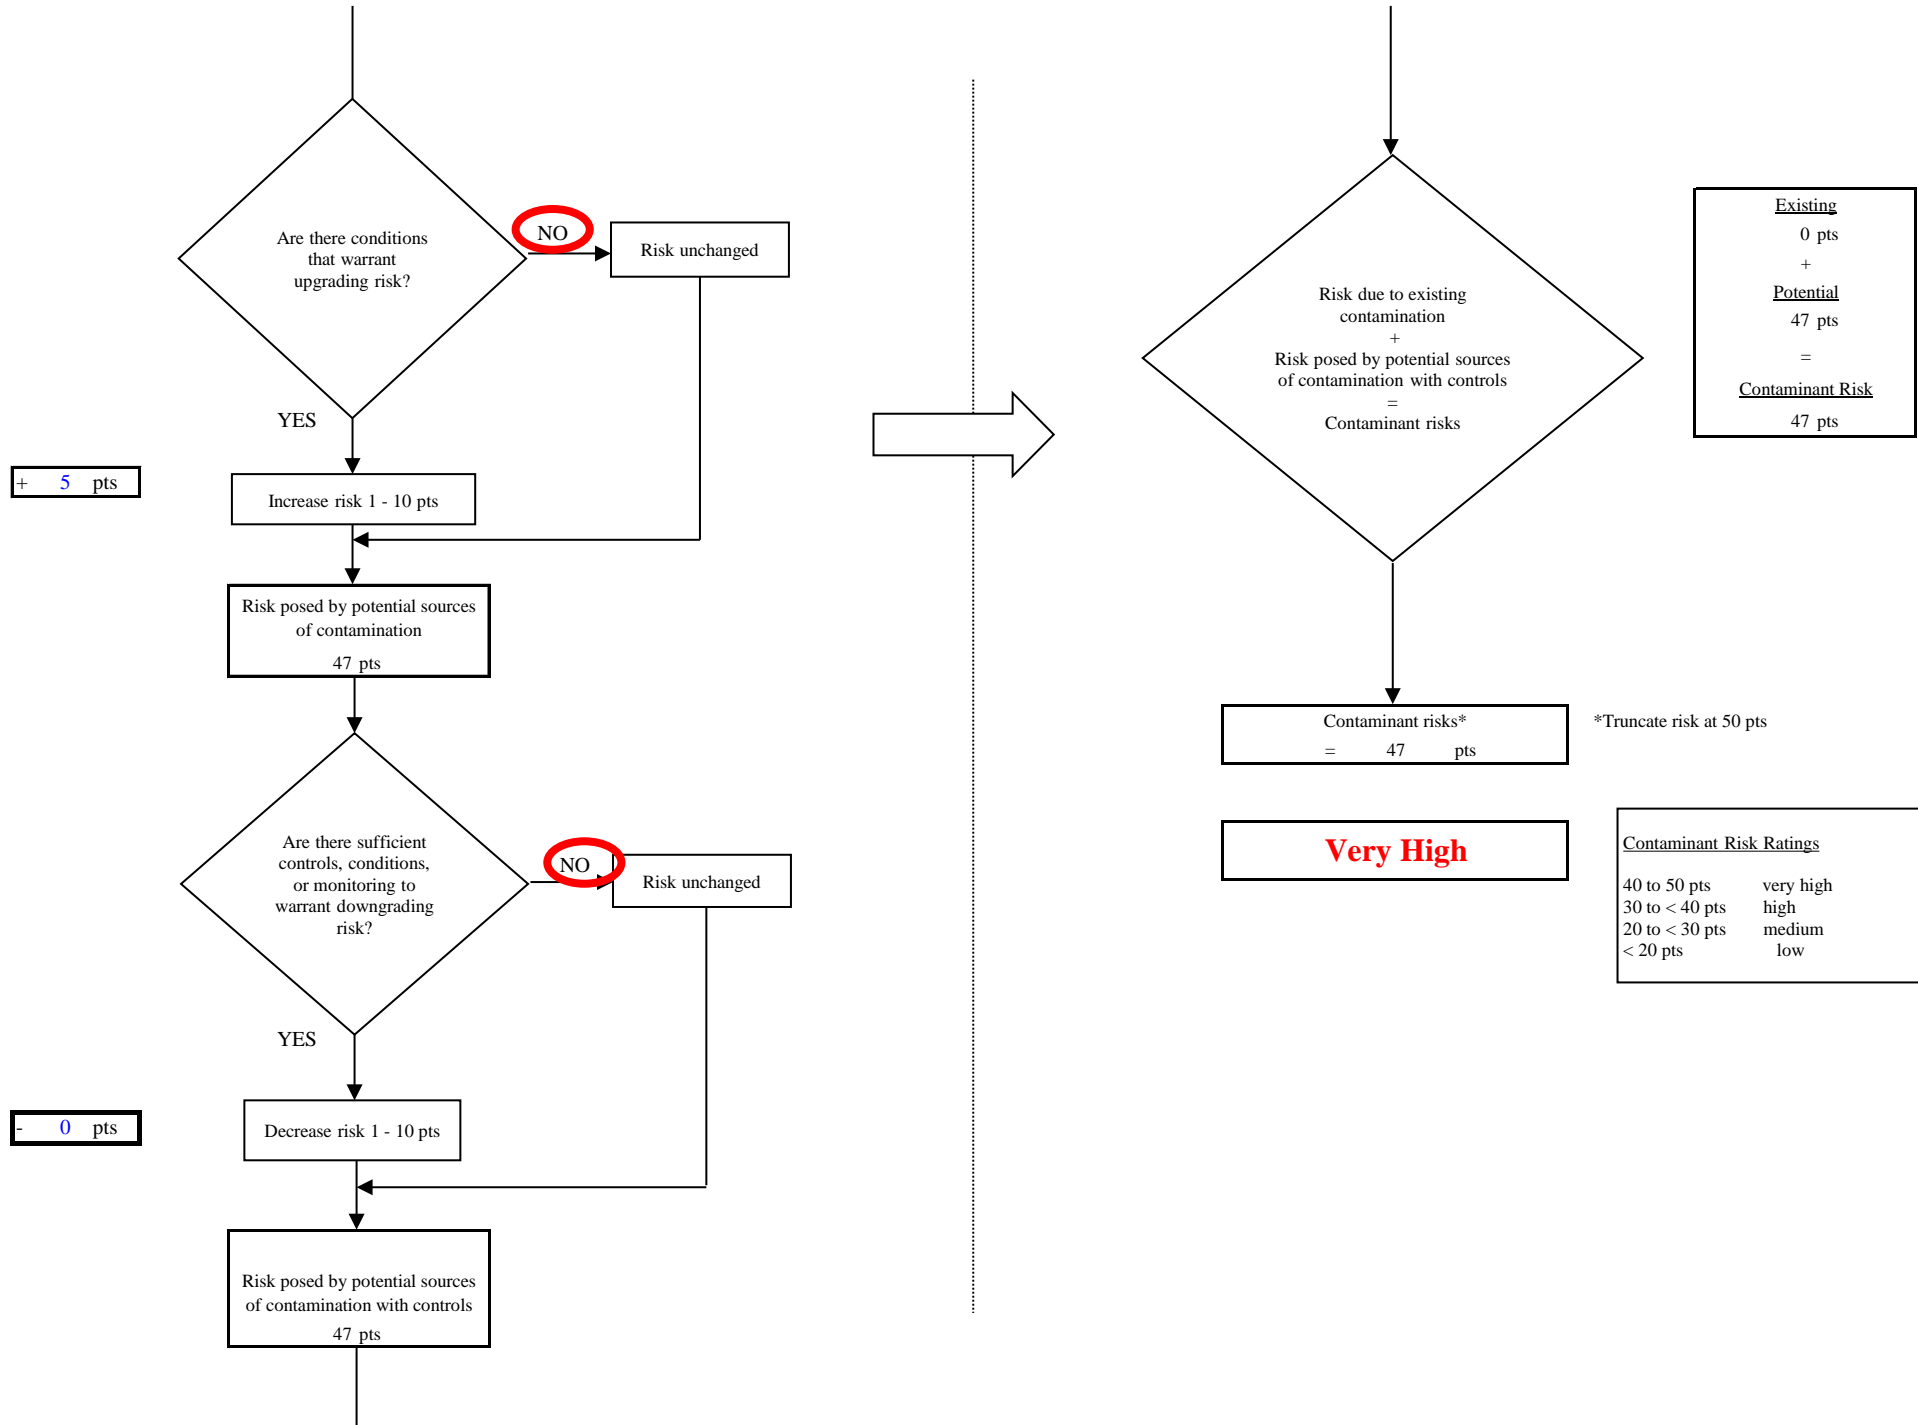 Are there conditions
that warrant
upgrading risk?
NO
Risk unchanged
YES
+ 5 pts
Increase risk 1 - 10 pts
Risk posed by potential sources
of contamination
47 pts
Are there sufficient
controls, conditions,
or monitoring to
warrant downgrading
risk?
NO
Risk unchanged
YES
- 0 pts
Decrease risk 1 - 10 pts
Risk posed by potential sources
of contamination with controls
47 pts
Risk due to existing
contamination
+
Risk posed by potential sources
of contamination with controls
=
Contaminant risks
Existing
0 pts
+
Potential
47 pts
=
Contaminant Risk
47 pts
Contaminant risks*
= 47 pts
*Truncate risk at 50 pts
Very High
Contaminant Risk Ratings
40 to 50 pts very high
30 to < 40 pts high
20 to < 30 pts medium
< 20 pts low